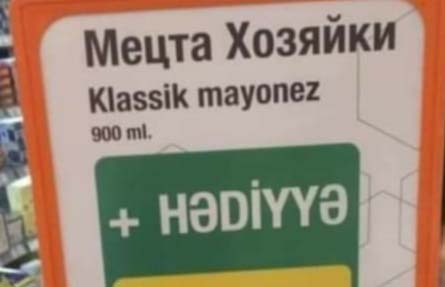 Мецта Хозяйки
Klassik mayonez
900 ml.
+ HƏDİYYƏ